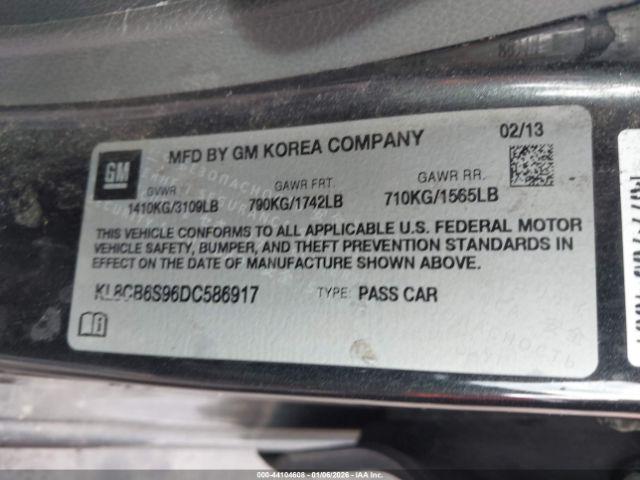 MFD BY GM KOREA COMPANY 02/13
GM
GVWR GAWR FRT. GAWR RR.
1410KG/3109LB 790KG/1742LB 710KG/1565LB
THIS VEHICLE CONFORMS TO ALL APPLICABLE U.S. FEDERAL MOTOR
VEHICLE SAFETY, BUMPER, AND THEFT PREVENTION STANDARDS IN
EFFECT ON THE DATE OF MANUFACTURE SHOWN ABOVE.
KL8CB6S96DC586917 TYPE: PASS CAR
000-44104608 - 01/06/2026 - IAAI.COM